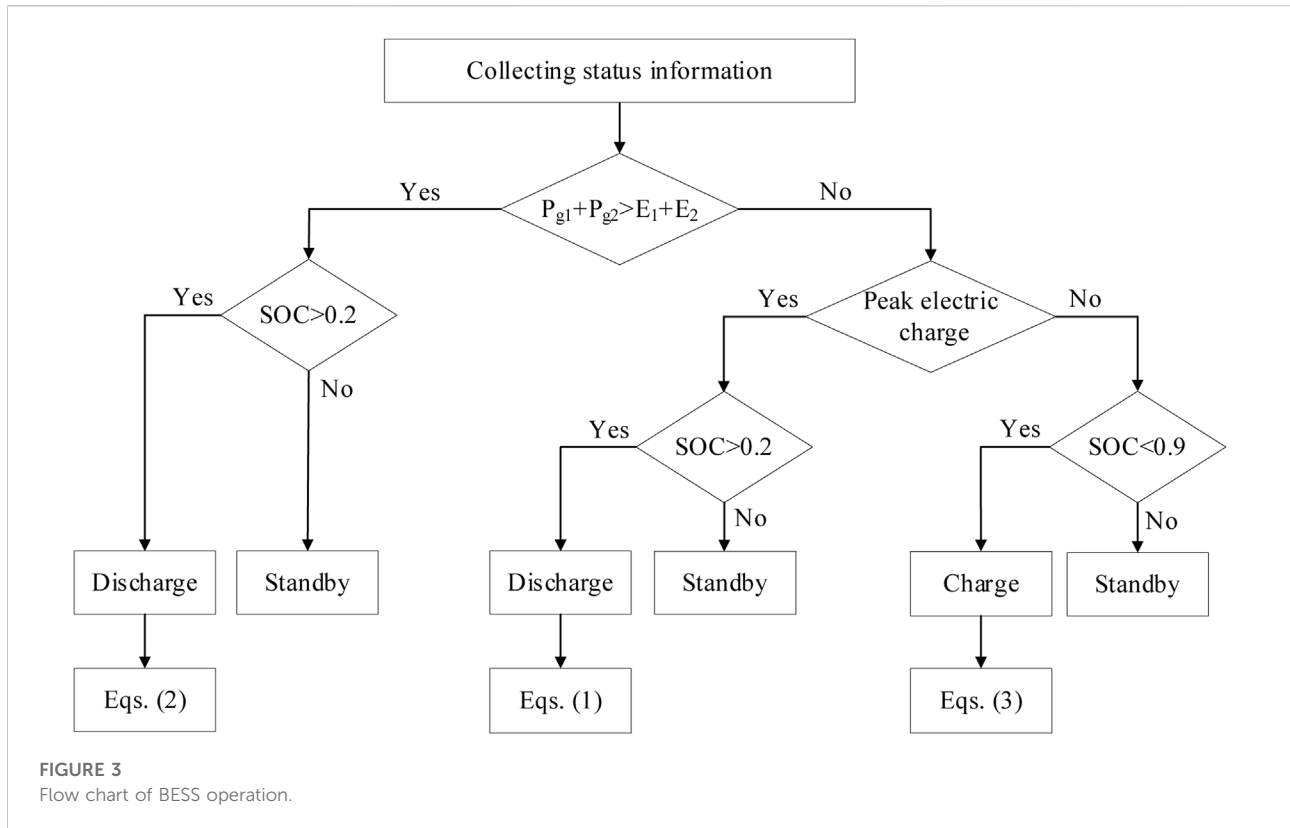 Collecting status information
Yes
No
Pg1+Pg2>E1+E2
Yes
SOC>0.2
No
Yes
Peak electric
charge
No
Yes
SOC>0.2
No
Yes
SOC<0.9
No
Discharge
Standby
Discharge
Standby
Charge
Standby
Eqs. (2)
Eqs. (1)
Eqs. (3)
FIGURE 3
Flow chart of BESS operation.